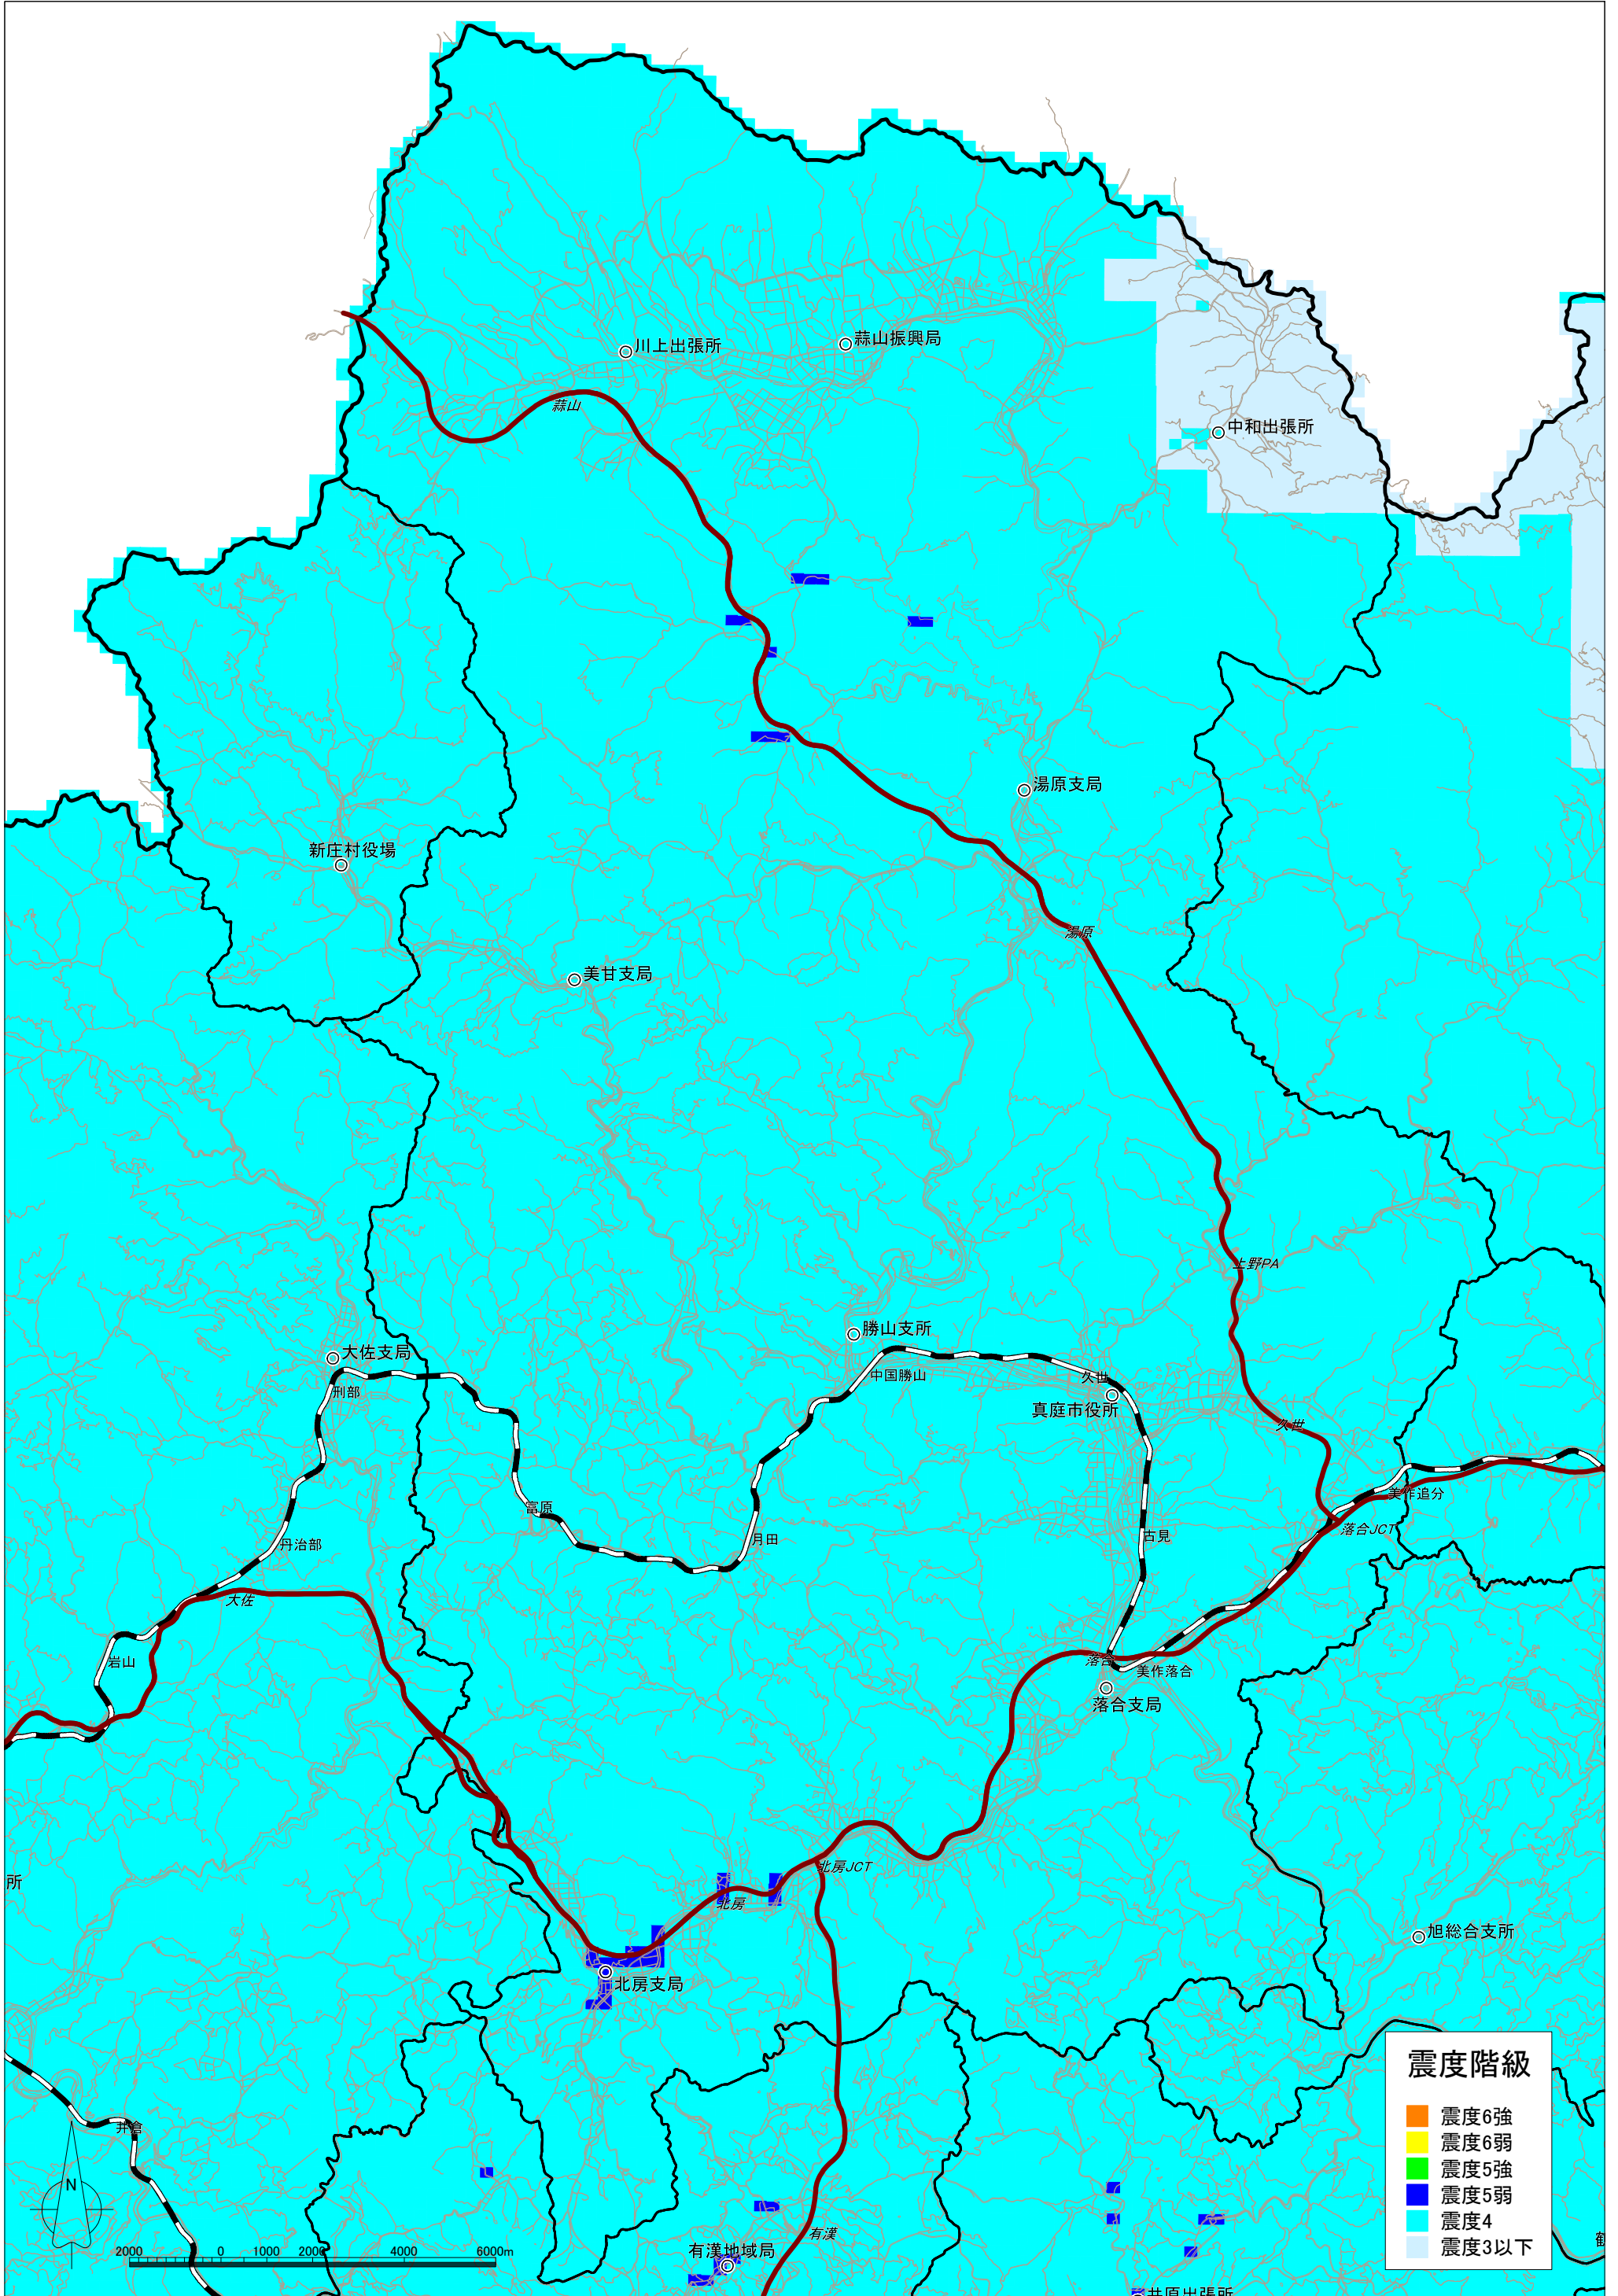 川上出張所
蒜山振興局
蒜山
中和出張所
湯原支局
新庄村役場
湯原
美甘支局
上野PA
勝山支所
大佐支局
中国勝山
久世
刑部
真庭市役所
久世
美作追分
富原
落合JCT
月田
古見
丹治部
大佐
岩山
落合
美作落合
落合支局
北房JCT
所
北房
旭総合支所
北房支局
震度階級
震度6強
震度6弱
震度5強
震度5弱
震度4
震度3以下
井倉
N
有漢
有漢地域局
2000 0 1000 2000 4000 6000m
井原出張所